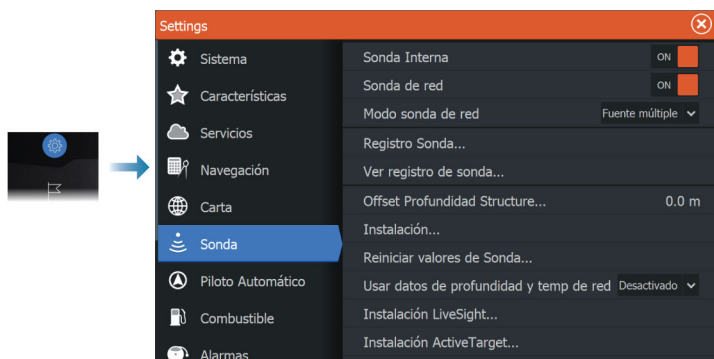 Settings
Sistema
Características
Servicios
Navegación
Carta
Sonda
Piloto Automático
Combustible
Alarmas
Sonda Interna ON
Sonda de red ON
Modo sonda de red Fuente múltiple
Registro Sonda...
Ver registro de sonda...
Offset Profundidad Structure... 0.0 m
Instalación...
Reiniciar valores de Sonda...
Usar datos de profundidad y temp de red Desactivado
Instalación LiveSight...
Instalación ActiveTarget...